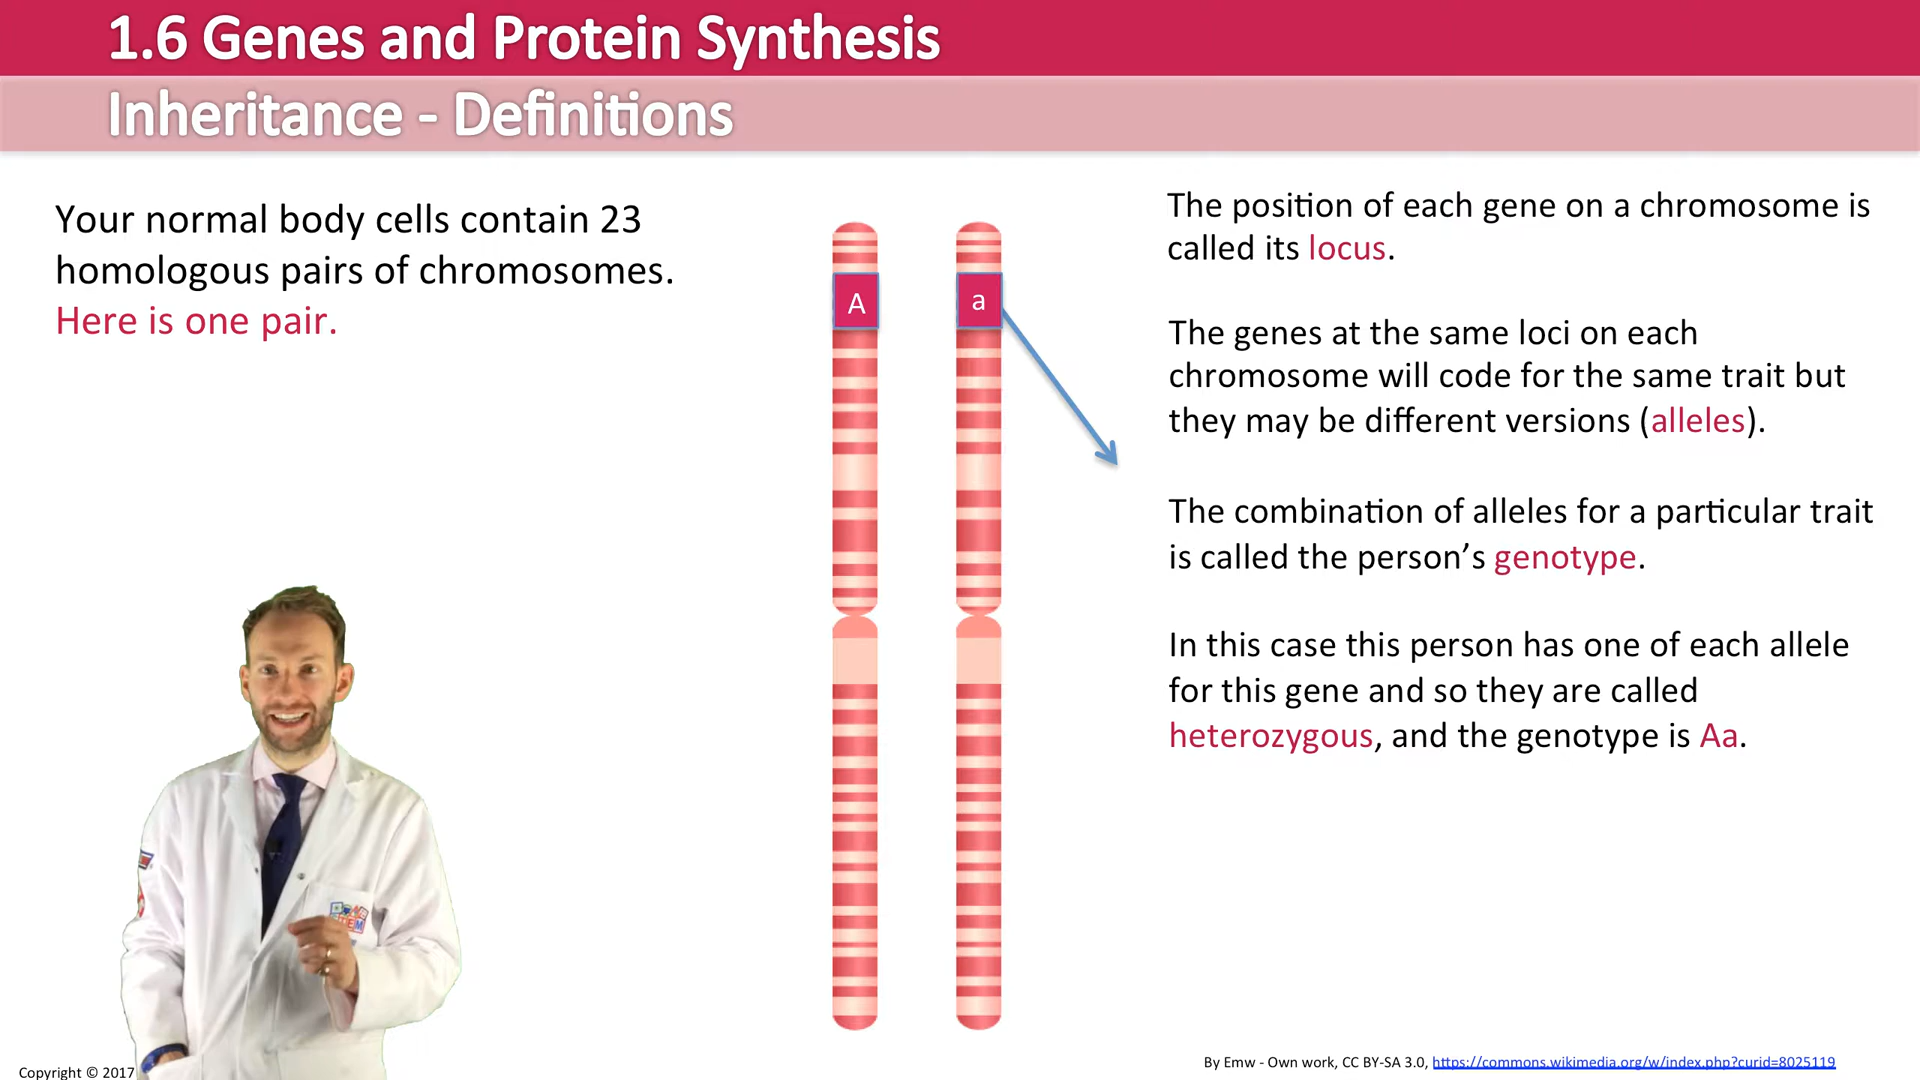 1.6 Genes and Protein Synthesis
Inheritance - Definitions
Your normal body cells contain 23
homologous pairs of chromosomes.
Here is one pair.
A
a
The position of each gene on a chromosome is
called its locus.
The genes at the same loci on each
chromosome will code for the same trait but
they may be different versions (alleles).
The combination of alleles for a particular trait
is called the person’s genotype.
In this case this person has one of each allele
for this gene and so they are called
heterozygous, and the genotype is Aa.
STEM
Copyright © 2017
By Emw - Own work, CC BY-SA 3.0, https://commons.wikimedia.org/w/index.php?curid=8025119